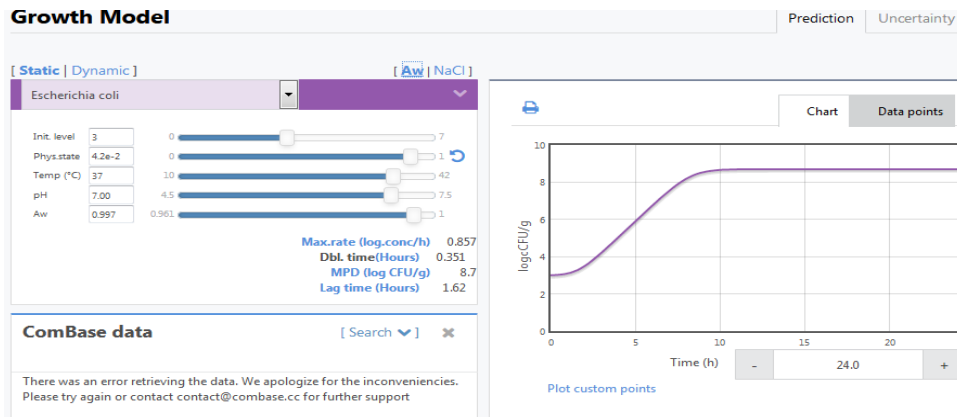 Growth Model
Prediction Uncertainty
[ Static | Dynamic ] [ Aw | NaCl ]
Escherichia coli
Init. level 3 0 7
Phys.state 4.2e-2 0 1
Temp (°C) 37 10 42
pH 7.00 4.5 7.5
Aw 0.997 0.961 1
Max.rate (log.conc/h) 0.857
Dbl. time(Hours) 0.351
MPD (log CFU/g) 8.7
Lag time (Hours) 1.62
ComBase data [ Search ]
There was an error retrieving the data. We apologize for the inconveniencies.
Please try again or contact contact@combase.cc for further support
Chart Data points
10
8
6
4
2
0
logcCFU/g
0 5 10 15 20
Time (h) - 24.0 +
Plot custom points